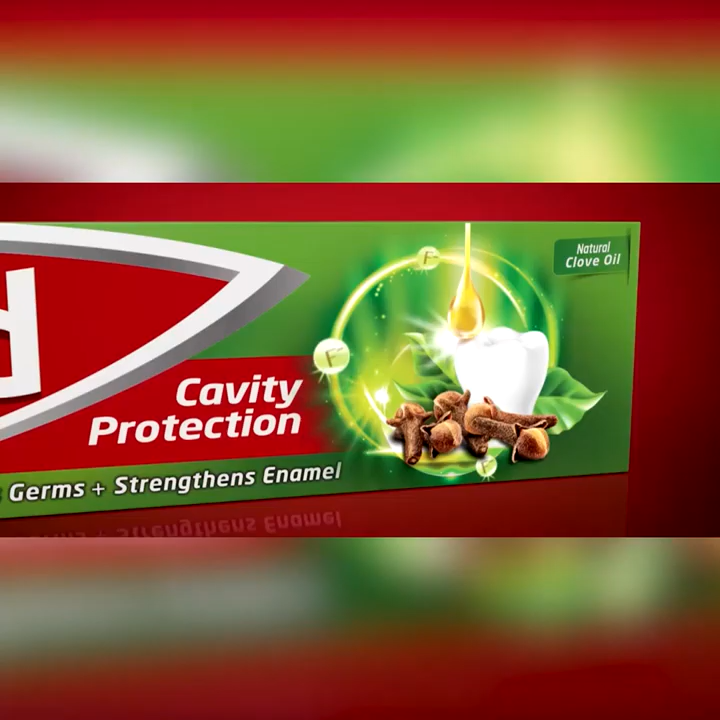 d
Natural
Clove Oil
F
F
Cavity
Protection
Germs + Strengthens Enamel
F